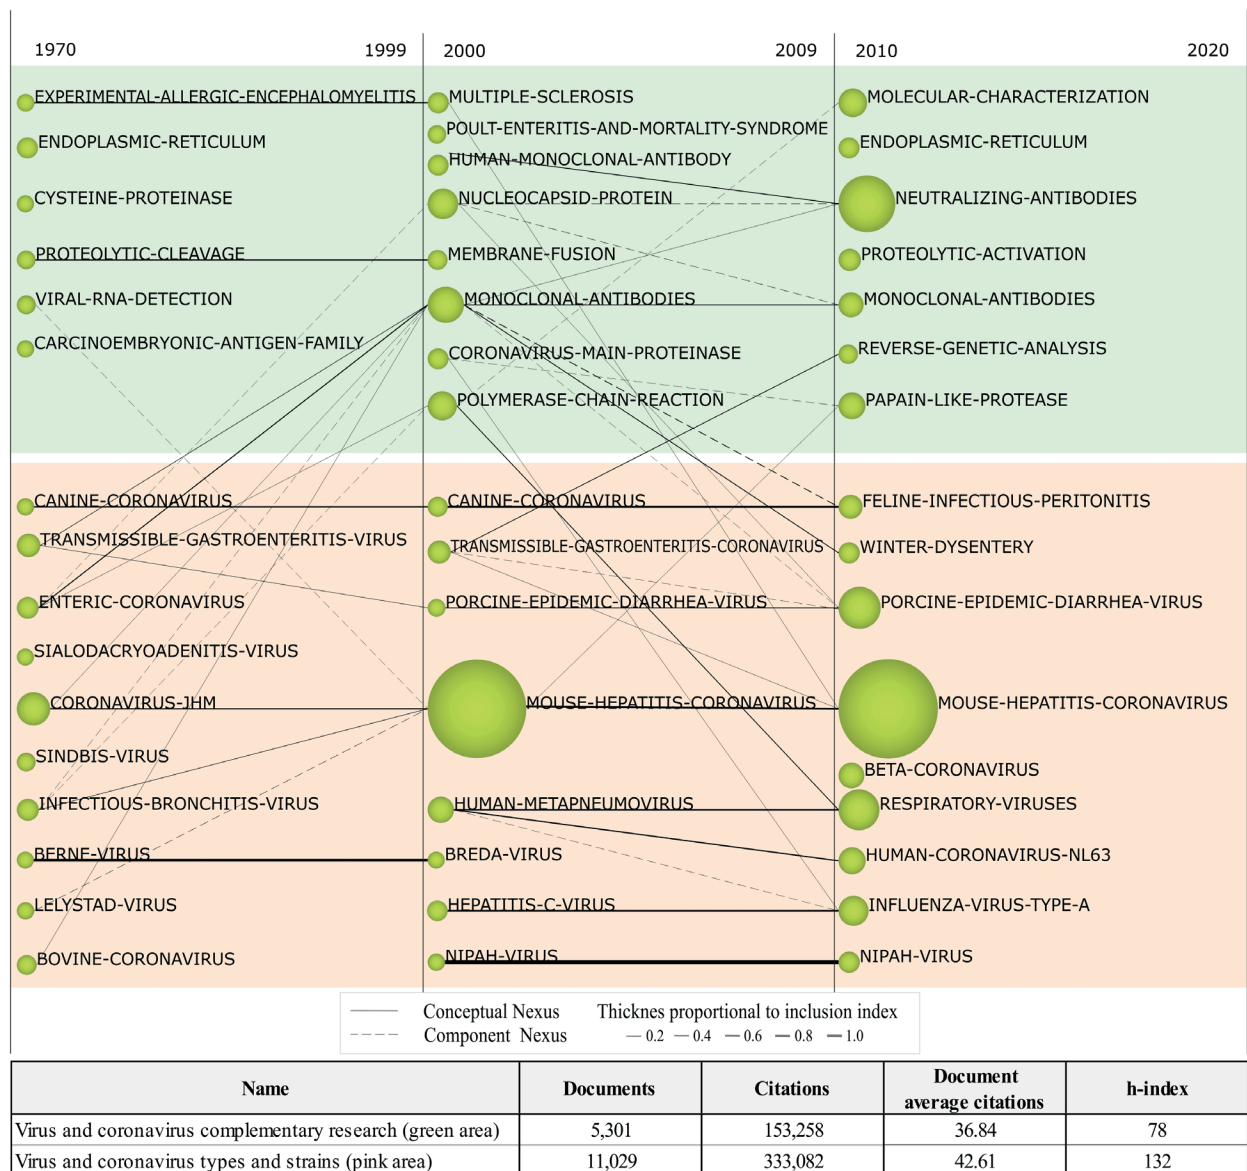 1970 1999 2000 2009 2010 2020
EXPERIMENTAL-ALLERGIC-ENCEPHALOMYELITIS
ENDOPLASMIC-RETICULUM
CYSTEINE-PROTEINASE
PROTEOLYTIC-CLEAVAGE
VIRAL-RNA-DETECTION
CARCINOEMBRYONIC-ANTIGEN-FAMILY
CANINE-CORONAVIRUS
TRANSMISSIBLE-GASTROENTERITIS-VIRUS
ENTERIC-CORONAVIRUS
SIALODACRYOADENITIS-VIRUS
CORONAVIRUS-JHM
SINDBIS-VIRUS
INFECTIOUS-BRONCHITIS-VIRUS
BERNE-VIRUS
LELYSTAD-VIRUS
BOVINE-CORONAVIRUS
MULTIPLE-SCLEROSIS
POULT-ENTERITIS-AND-MORTALITY-SYNDROME
HUMAN-MONOCLONAL-ANTIBODY
NUCLEOCAPSID-PROTEIN
MEMBRANE-FUSION
MONOCLONAL-ANTIBODIES
CORONAVIRUS-MAIN-PROTEINASE
POLYMERASE-CHAIN-REACTION
CANINE-CORONAVIRUS
TRANSMISSIBLE-GASTROENTERITIS-CORONAVIRUS
PORCINE-EPIDEMIC-DIARRHEA-VIRUS
MOUSE-HEPATITIS-CORONAVIRUS
HUMAN-METAPNEUMOVIRUS
BREDA-VIRUS
HEPATITIS-C-VIRUS
NIPAH-VIRUS
MOLECULAR-CHARACTERIZATION
ENDOPLASMIC-RETICULUM
NEUTRALIZING-ANTIBODIES
PROTEOLYTIC-ACTIVATION
MONOCLONAL-ANTIBODIES
REVERSE-GENETIC-ANALYSIS
PAPAIN-LIKE-PROTEASE
FELINE-INFECTIOUS-PERITONITIS
WINTER-DYSENTERY
PORCINE-EPIDEMIC-DIARRHEA-VIRUS
MOUSE-HEPATITIS-CORONAVIRUS
BETA-CORONAVIRUS
RESPIRATORY-VIRUSES
HUMAN-CORONAVIRUS-NL63
INFLUENZA-VIRUS-TYPE-A
NIPAH-VIRUS
Conceptual Nexus Thicknes proportional to inclusion index
Component Nexus 0.2 0.4 0.6 0.8 1.0
Name Documents Citations Document average citations h-index
Virus and coronavirus complementary research (green area) 5,301 153,258 36.84 78
Virus and coronavirus types and strains (pink area) 11,029 333,082 42.61 132